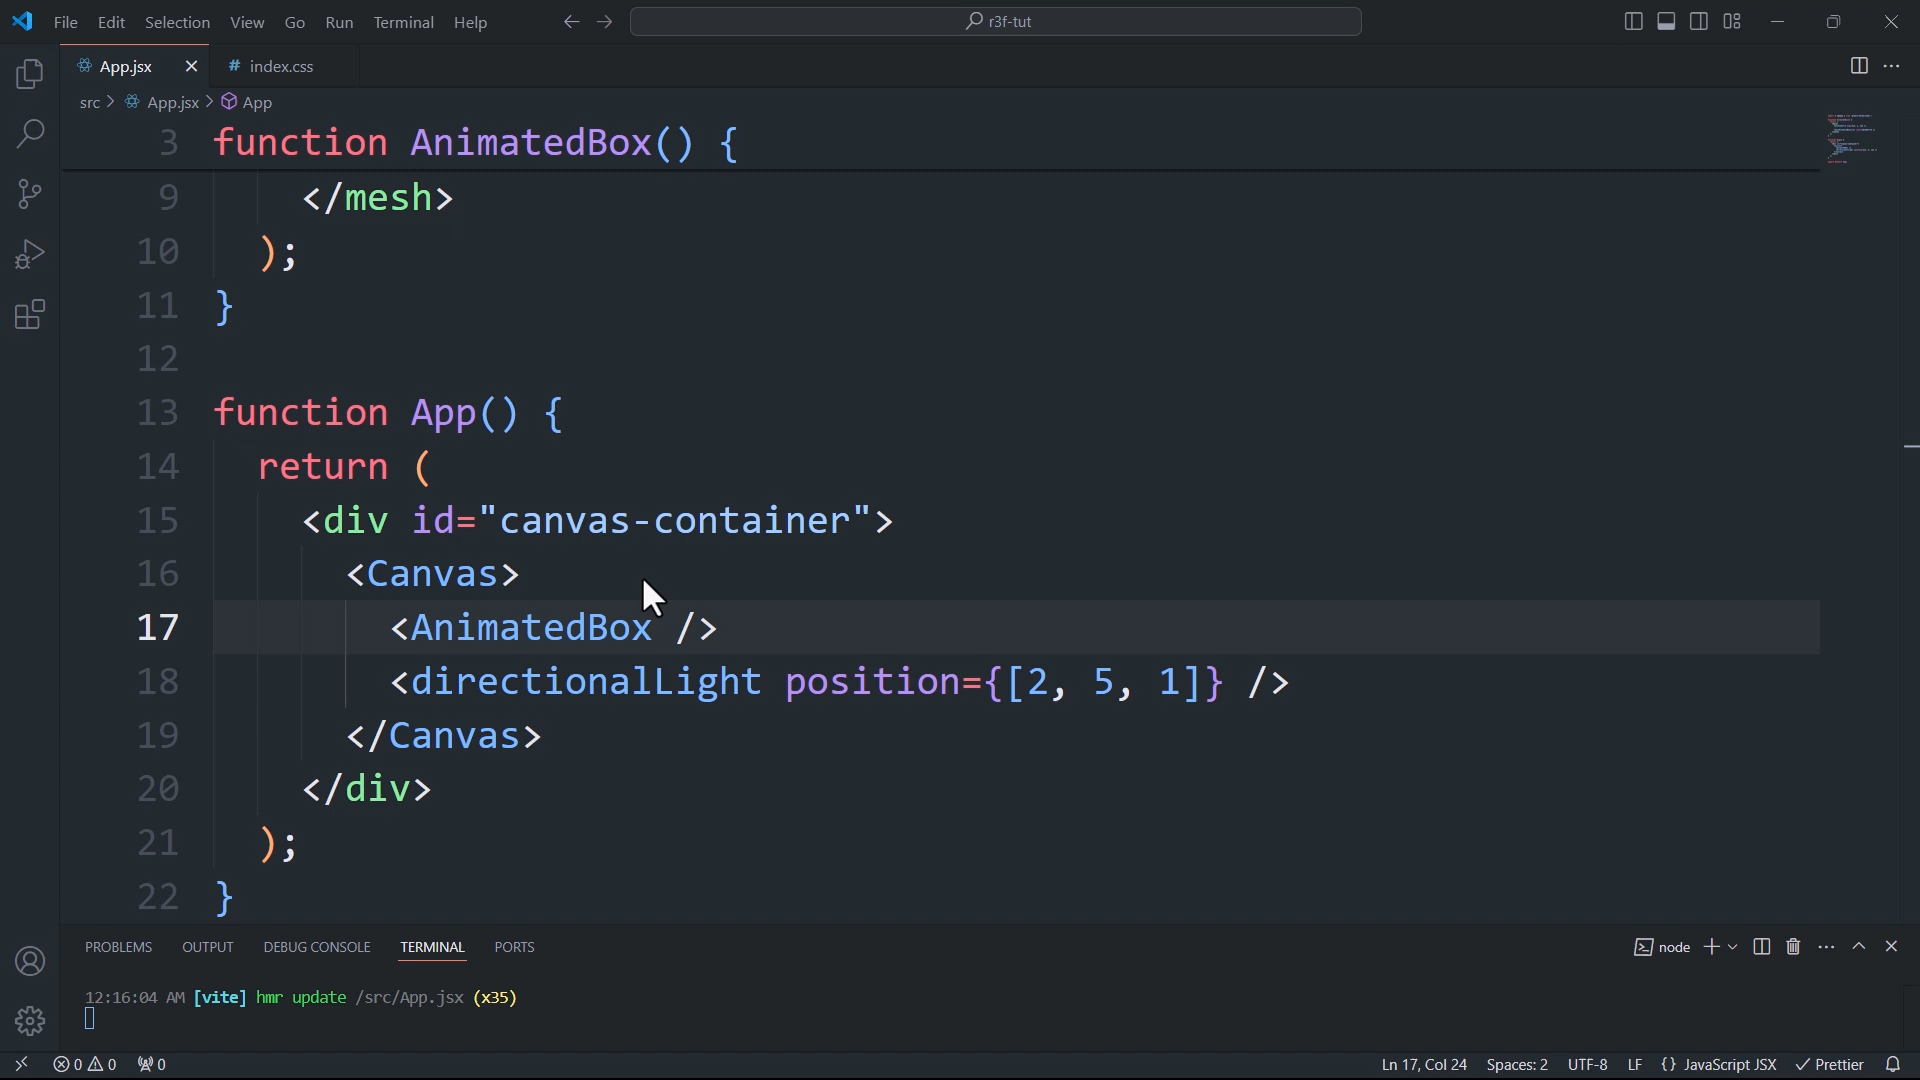 File Edit Selection View Go Run Terminal Help r3f-tut
App.jsx # index.css
src > App.jsx > App
3 function AnimatedBox() {
9 </mesh>
10 );
11 }
12
13 function App() {
14 return (
15 <div id="canvas-container">
16 <Canvas>
17 <AnimatedBox />
18 <directionalLight position={[2, 5, 1]} />
19 </Canvas>
20 </div>
21 );
22 }
PROBLEMS OUTPUT DEBUG CONSOLE TERMINAL PORTS node
12:16:04 AM [vite] hmr update /src/App.jsx (x35)
0 0 0 Ln 17, Col 24 Spaces: 2 UTF-8 LF {} JavaScript JSX Prettier